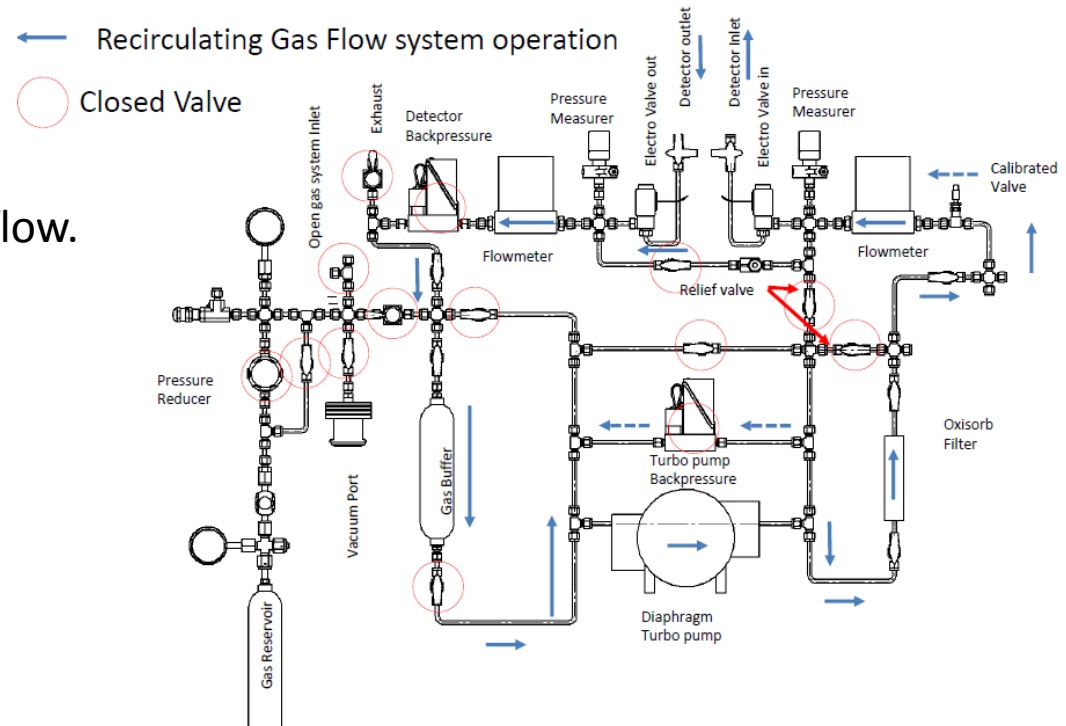 Recirculating Gas Flow system operation
Closed Valve
low.
Exhaust
Detector
Backpressure
Pressure
Measurer
Electro Valve out
Detector outlet
Detector Inlet
Electro Valve in
Pressure
Measurer
Calibrated
Valve
Open gas system Inlet
Flowmeter
Flowmeter
Relief valve
Pressure
Reducer
Vacuum Port
Gas Buffer
Turbo pump
Backpressure
Oxisorb
Filter
Diaphragm
Turbo pump
Gas Reservoir